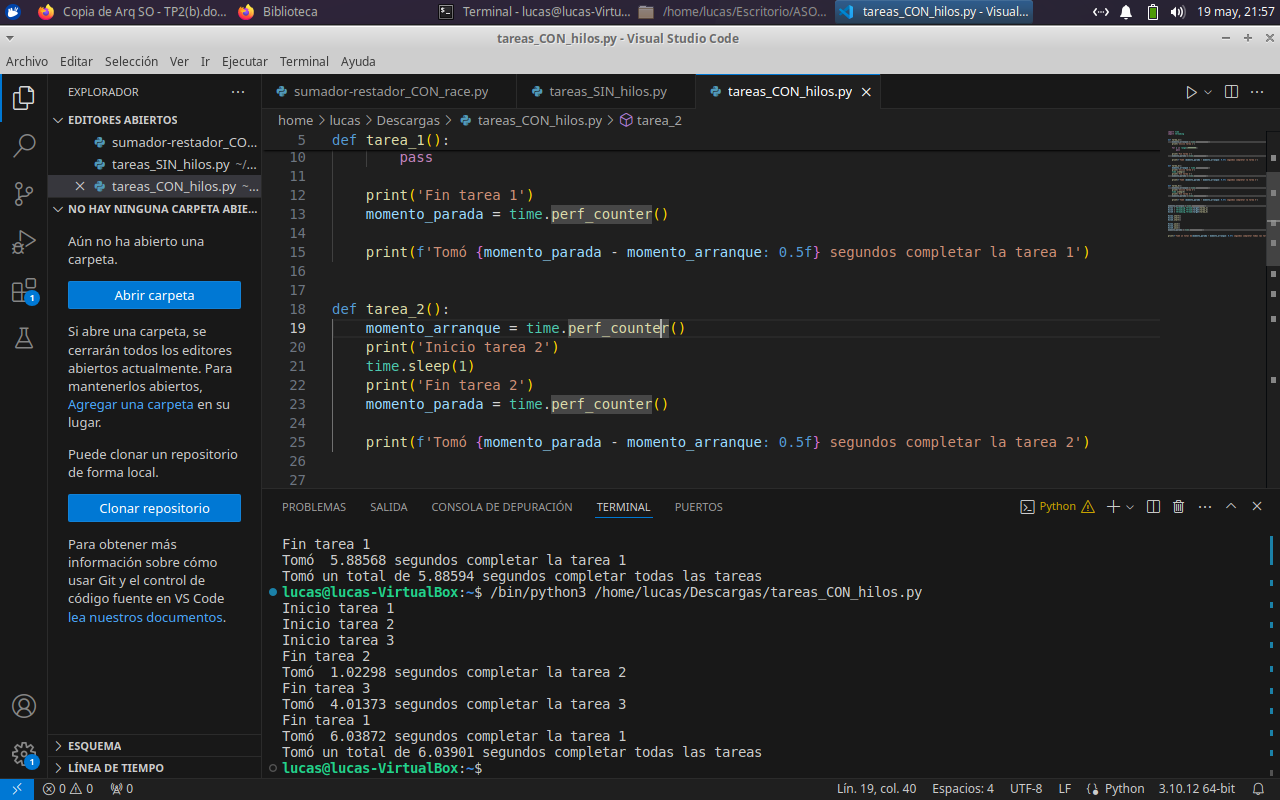 Copia de Arq SO - TP2(b).do...
Biblioteca
Terminal - lucas@lucas-Virtu...
/home/lucas/Escritorio/ASO...
tareas_CON_hilos.py - Visual...
19 may, 21:57
tareas_CON_hilos.py - Visual Studio Code
Archivo Editar Selección Ver Ir Ejecutar Terminal Ayuda
EXPLORADOR
EDITORES ABIERTOS
sumador-restador_CO...
tareas_SIN_hilos.py ~/...
tareas_CON_hilos.py ~...
NO HAY NINGUNA CARPETA ABIE...
Aún no ha abierto una
carpeta.
Abrir carpeta
Si abre una carpeta, se
cerrarán todos los editores
abiertos actualmente. Para
mantenerlos abiertos,
Agregar una carpeta en su
lugar.
Puede clonar un repositorio
de forma local.
Clonar repositorio
Para obtener más
información sobre cómo
usar Git y el control de
código fuente en VS Code
lea nuestros documentos.
ESQUEMA
LÍNEA DE TIEMPO
1
1
sumador-restador_CON_race.py
tareas_SIN_hilos.py
tareas_CON_hilos.py
home > lucas > Descargas > tareas_CON_hilos.py > tarea_2
5 def tarea_1():
10 pass
11
12 print('Fin tarea 1')
13 momento_parada = time.perf_counter()
14
15 print(f'Tomó {momento_parada - momento_arranque: 0.5f} segundos completar la tarea 1')
16
17
18 def tarea_2():
19 momento_arranque = time.perf_counter()
20 print('Inicio tarea 2')
21 time.sleep(1)
22 print('Fin tarea 2')
23 momento_parada = time.perf_counter()
24
25 print(f'Tomó {momento_parada - momento_arranque: 0.5f} segundos completar la tarea 2')
26
27
PROBLEMAS SALIDA CONSOLA DE DEPURACIÓN TERMINAL PUERTOS
Python
Fin tarea 1
Tomó  5.88568 segundos completar la tarea 1
Tomó un total de 5.88594 segundos completar todas las tareas
lucas@lucas-VirtualBox:~$ /bin/python3 /home/lucas/Descargas/tareas_CON_hilos.py
Inicio tarea 1
Inicio tarea 2
Inicio tarea 3
Fin tarea 2
Tomó  1.02298 segundos completar la tarea 2
Fin tarea 3
Tomó  4.01373 segundos completar la tarea 3
Fin tarea 1
Tomó  6.03872 segundos completar la tarea 1
Tomó un total de 6.03901 segundos completar todas las tareas
lucas@lucas-VirtualBox:~$
0 0 0
Lín. 19, col. 40 Espacios: 4 UTF-8 LF Python 3.10.12 64-bit